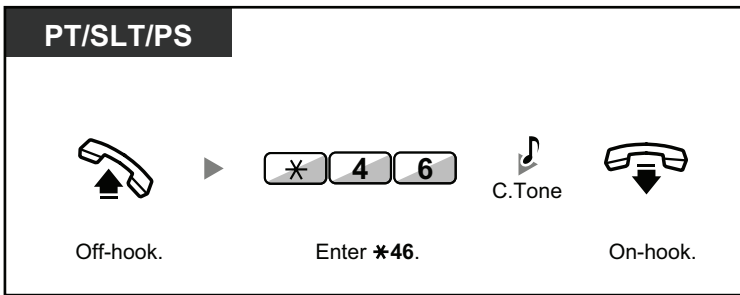 PT/SLT/PS
✳ 4 6
C.Tone
Off-hook. Enter ✳46. On-hook.